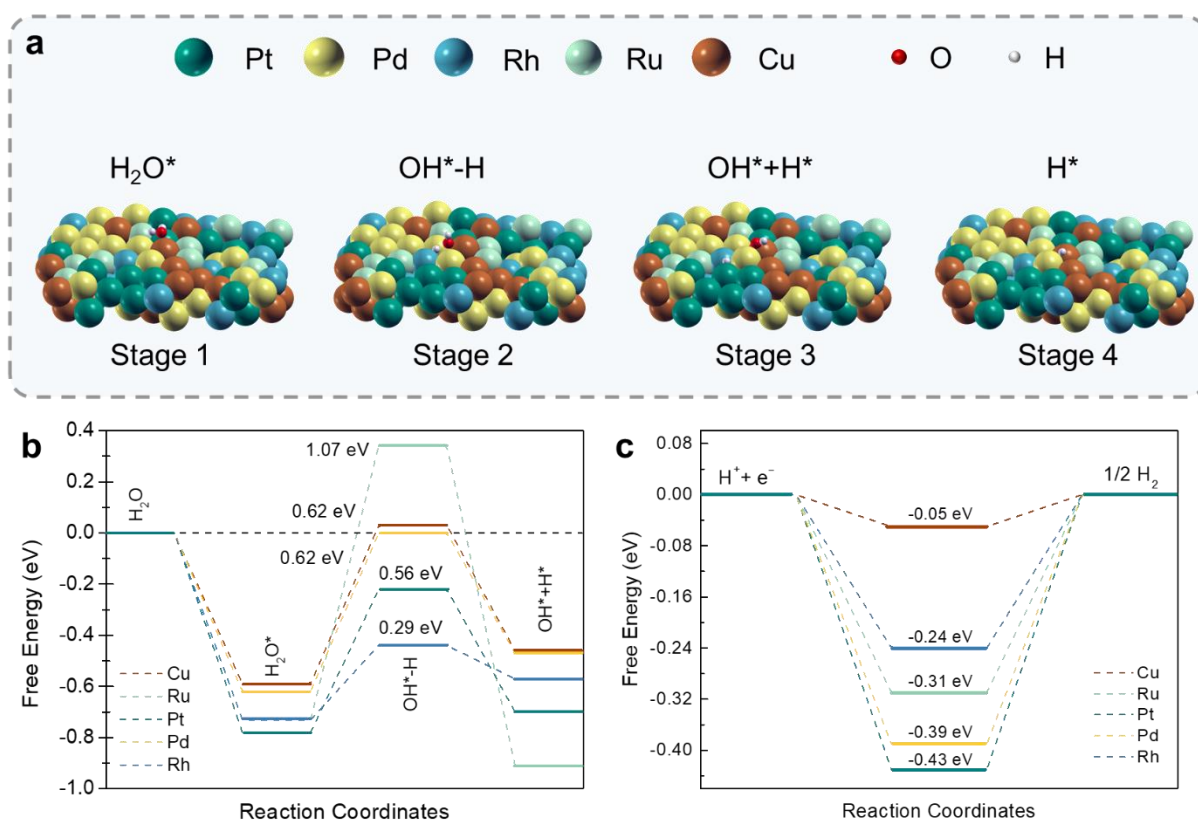 a
Pt Pd Rh Ru Cu O H
H₂O* OH*-H OH*+H* H*
Stage 1 Stage 2 Stage 3 Stage 4
b
Free Energy (eV)
0.4
0.2
0.0
-0.2
-0.4
-0.6
-0.8
-1.0
H₂O
H₂O*
OH*-H
OH*+H*
1.07 eV
0.62 eV
0.62 eV
0.56 eV
0.29 eV
Cu
Ru
Pt
Pd
Rh
Reaction Coordinates
c
Free Energy (eV)
0.08
0.00
-0.08
-0.16
-0.24
-0.32
-0.40
H⁺+ e⁻
1/2 H₂
-0.05 eV
-0.24 eV
-0.31 eV
-0.39 eV
-0.43 eV
Cu
Ru
Pt
Pd
Rh
Reaction Coordinates